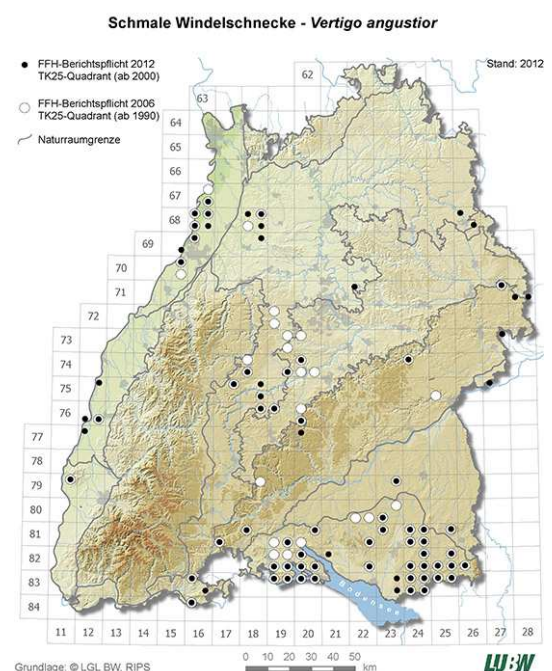 Schmale Windelschnecke - Vertigo angustior
FFH-Berichtspflicht 2012
TK25-Quadrant (ab 2000)
Stand: 2012
FFH-Berichtspflicht 2006
TK25-Quadrant (ab 1990)
Naturraumgrenze
62
63
64
65
66
67
68
69
70
71
72
73
74
75
76
77
78
79
80
81
82
83
84
Bodensee
11 12 13 14 15 16 17 18 19 20 21 22 23 24 25 26 27 28
0 10 20 30 40 50
km
Grundlage: © LGL BW, RIPS
LUBW